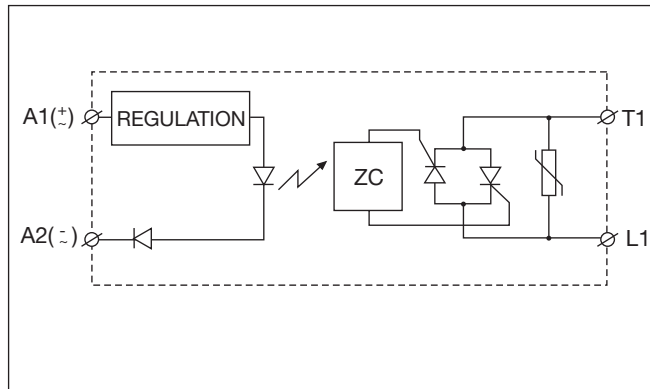 A1(+~)
REGULATION
T1
ZC
A2(-~)
L1